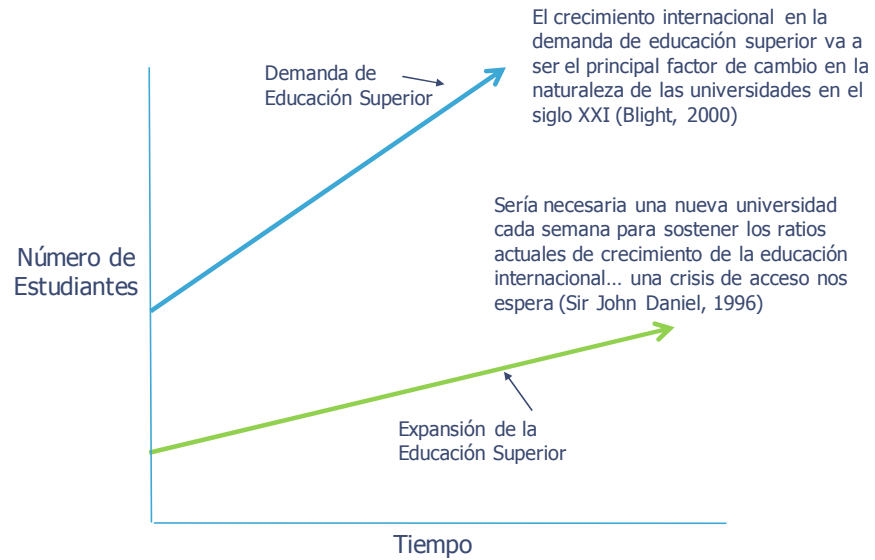 El crecimiento internacional en la
demanda de educación superior va a
ser el principal factor de cambio en la
naturaleza de las universidades en el
siglo XXI (Blight, 2000)
Demanda de
Educación Superior
Sería necesaria una nueva universidad
cada semana para sostener los ratios
actuales de crecimiento de la educación
internacional... una crisis de acceso nos
espera (Sir John Daniel, 1996)
Número de
Estudiantes
Expansión de la
Educación Superior
Tiempo